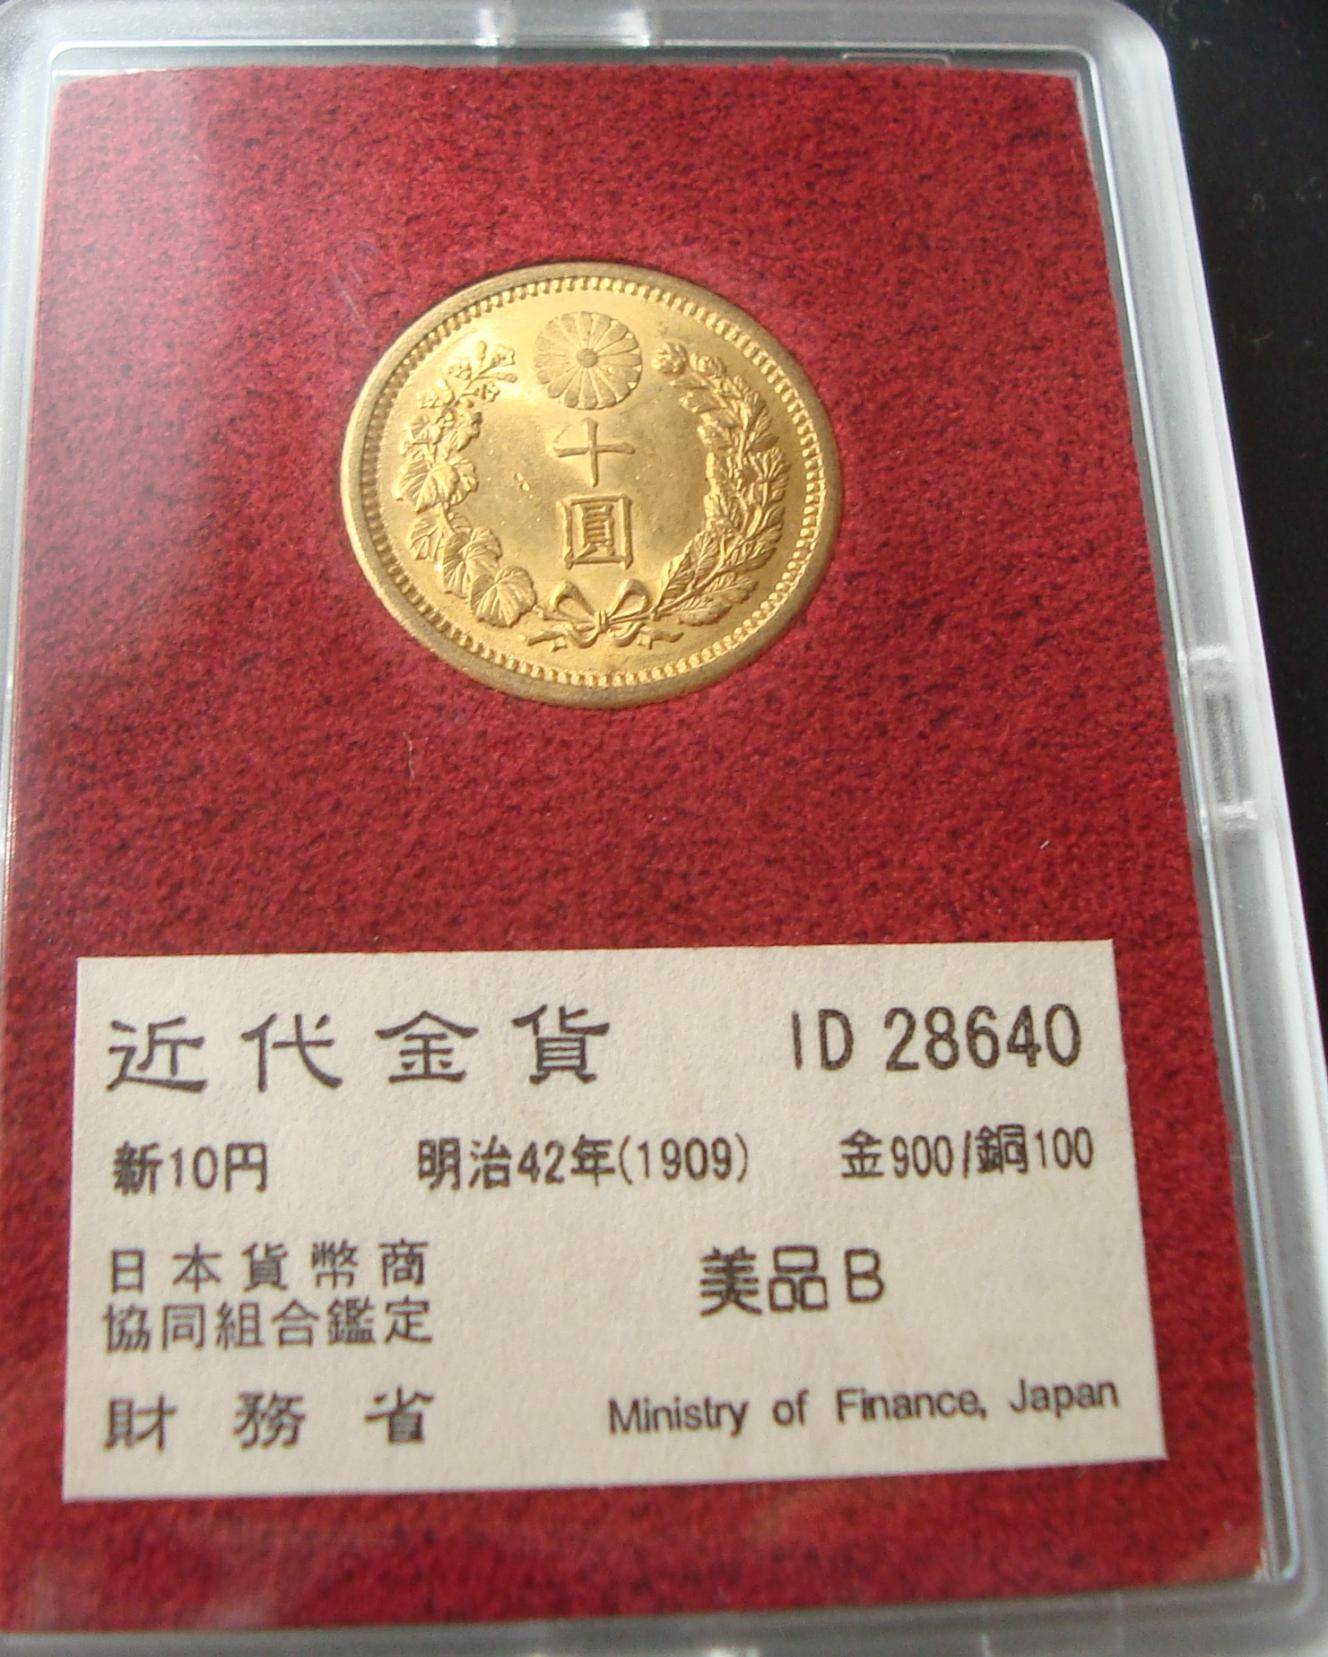 十
圓
近代金貨 ID 28640
新10円 明治42年(1909) 金900/銅100
日本貨幣商
協同組合鑑定
美品B
財務省 Ministry of Finance, Japan